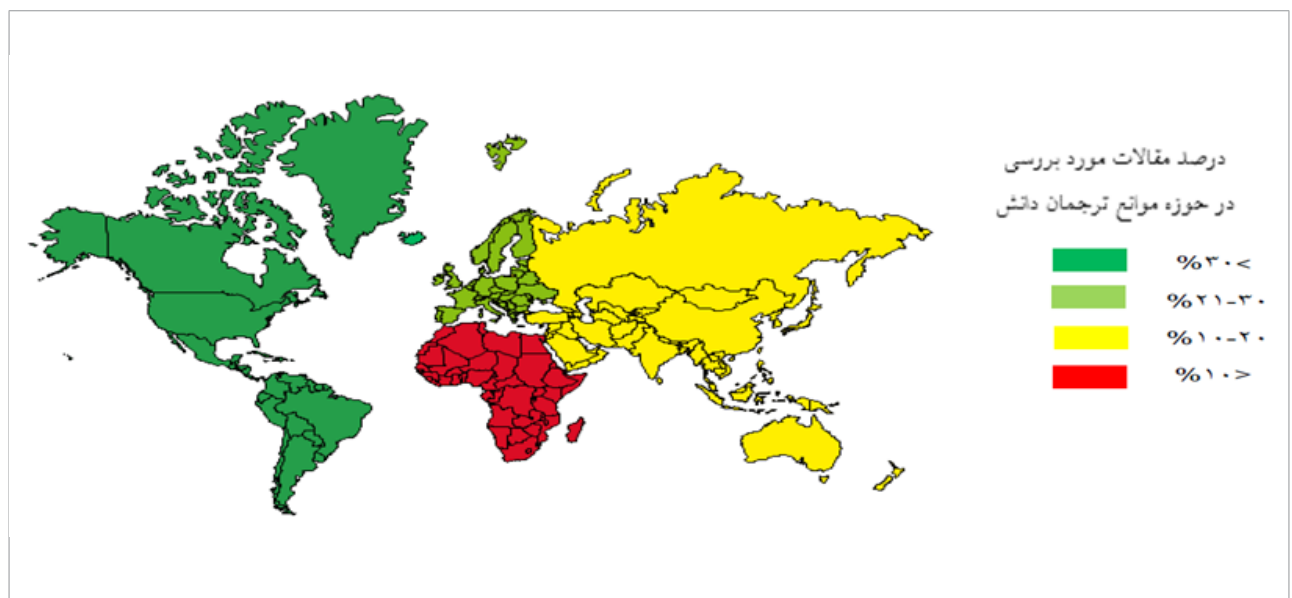 درصد مقالات مورد بررسی
در حوزه موانع ترجمان دانش
%۳۰<
%۲۱-۳۰
%۱۰-۲۰
%۱۰>